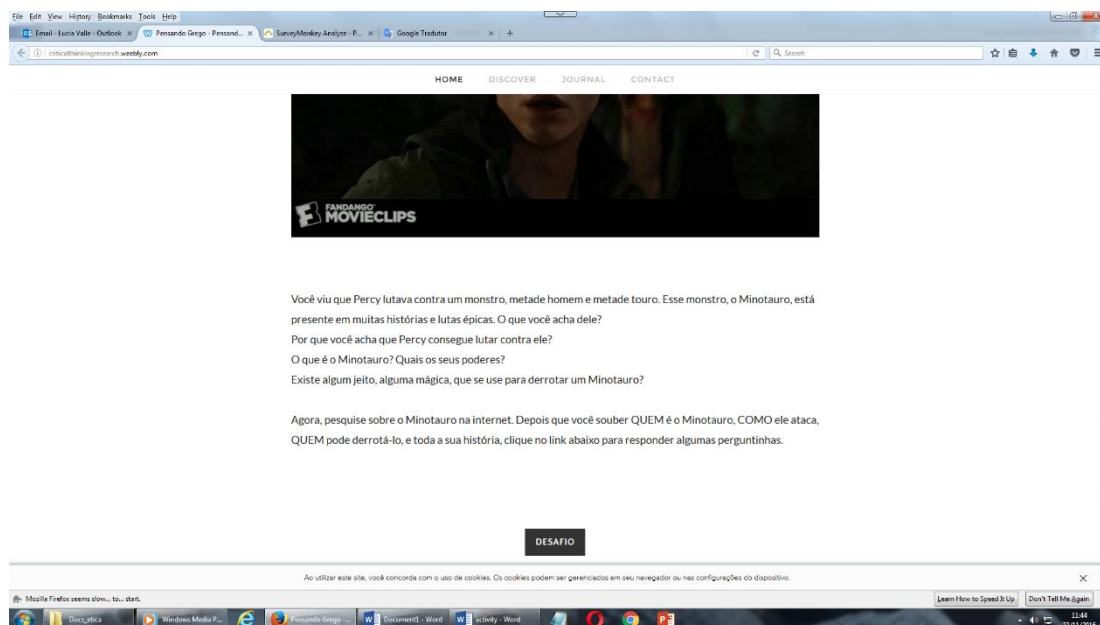 File Edit View History Bookmarks Tools Help
Email - Lucia Valle - Outlook
Pensando Grego - Pensand...
SurveyMonkey Analyze - P...
Google Tradutor
criticalthinkingresearch.weebly.com
Search
HOME DISCOVER JOURNAL CONTACT
FANDANGO
MOVIECLIPS
Você viu que Percy lutava contra um monstro, metade homem e metade touro. Esse monstro, o Minotauro, está
presente em muitas histórias e lutas épicas. O que você acha dele?
Por que você acha que Percy consegue lutar contra ele?
O que é o Minotauro? Quais os seus poderes?
Existe algum jeito, alguma mágica, que se use para derrotar um Minotauro?
Agora, pesquise sobre o Minotauro na internet. Depois que você souber QUEM é o Minotauro, COMO ele ataca,
QUEM pode derrotá-lo, e toda a sua história, clique no link abaixo para responder algumas perguntinhas.
DESAFIO
Ao utilizar este site, você concorda com o uso de cookies. Os cookies podem ser gerenciados em seu navegador ou nas configurações do dispositivo.
Mozilla Firefox seems slow... to... start.
Learn How to Speed It Up
Don't Tell Me Again
Docs_etica
Windows Media P...
Pensando Grego -...
Document1 - Word
activity - Word
11:44